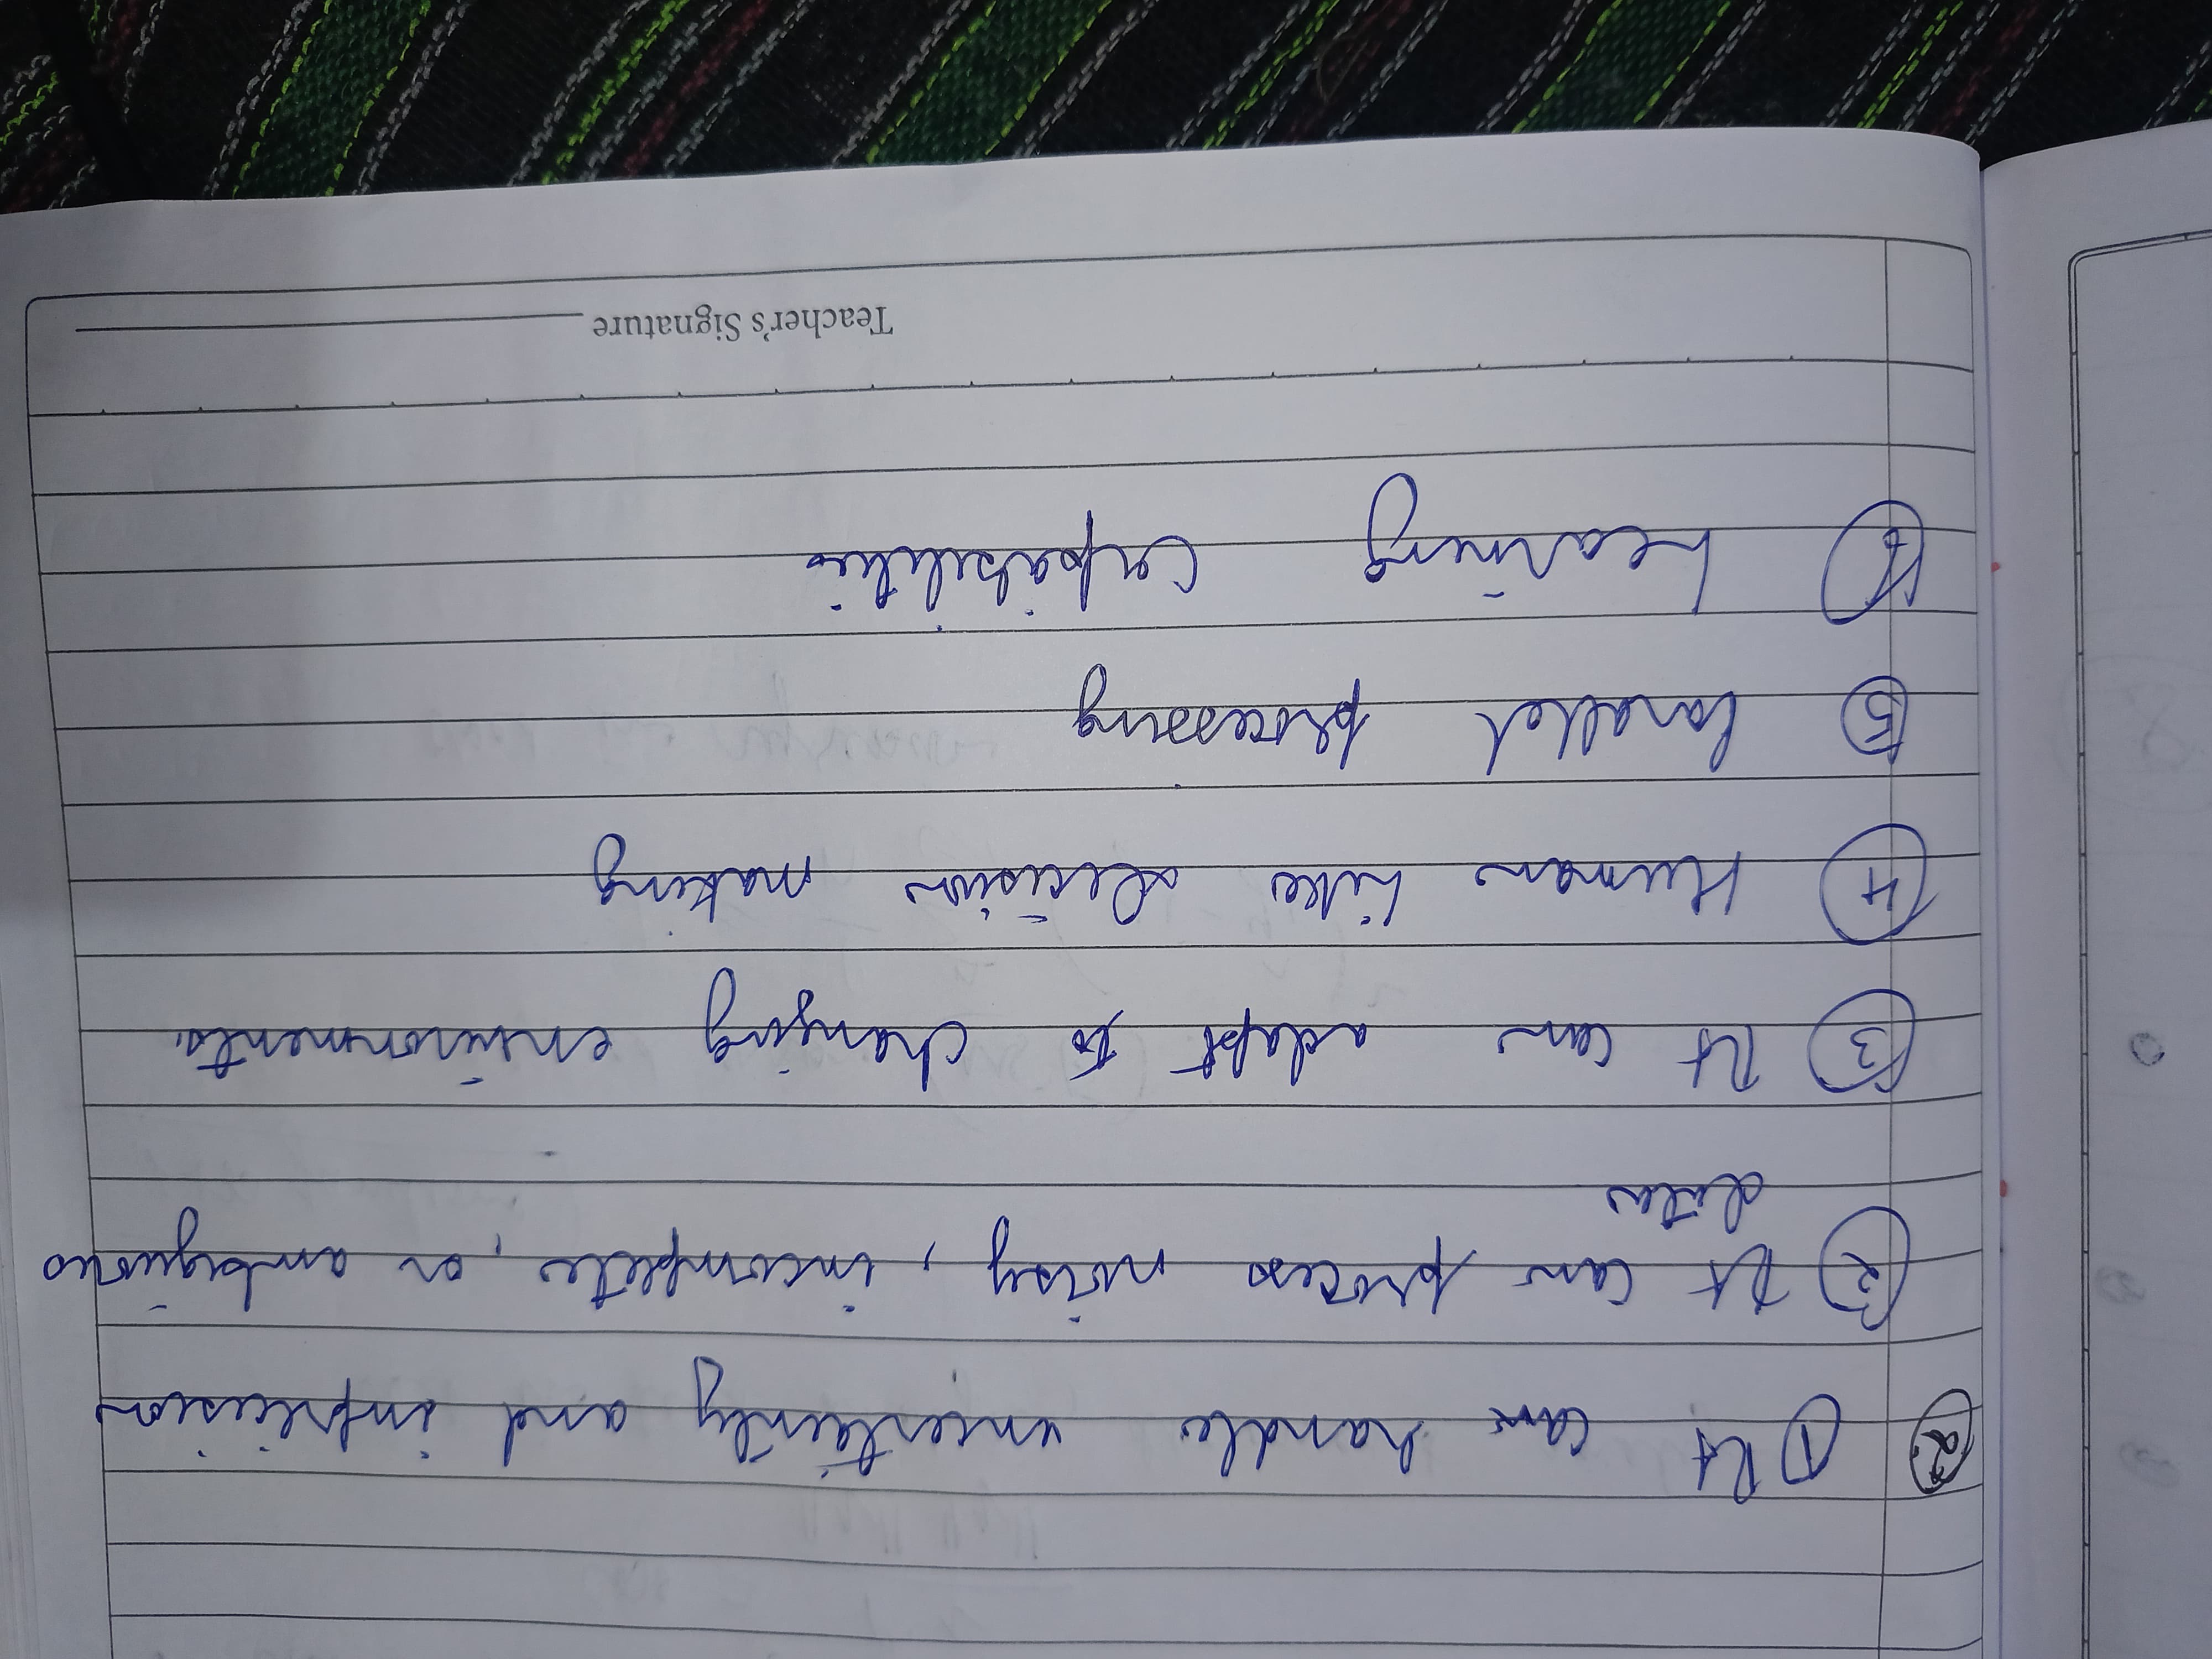 2. ① It can handle uncertainity and imprecision
② It can process noisy, incomplete, or ambiguous
data
③ It can adapt to changing environments.
④ Human Like Decision making
⑤ Parallel processing
⑥ Learning Capabilities
Teacher's Signature